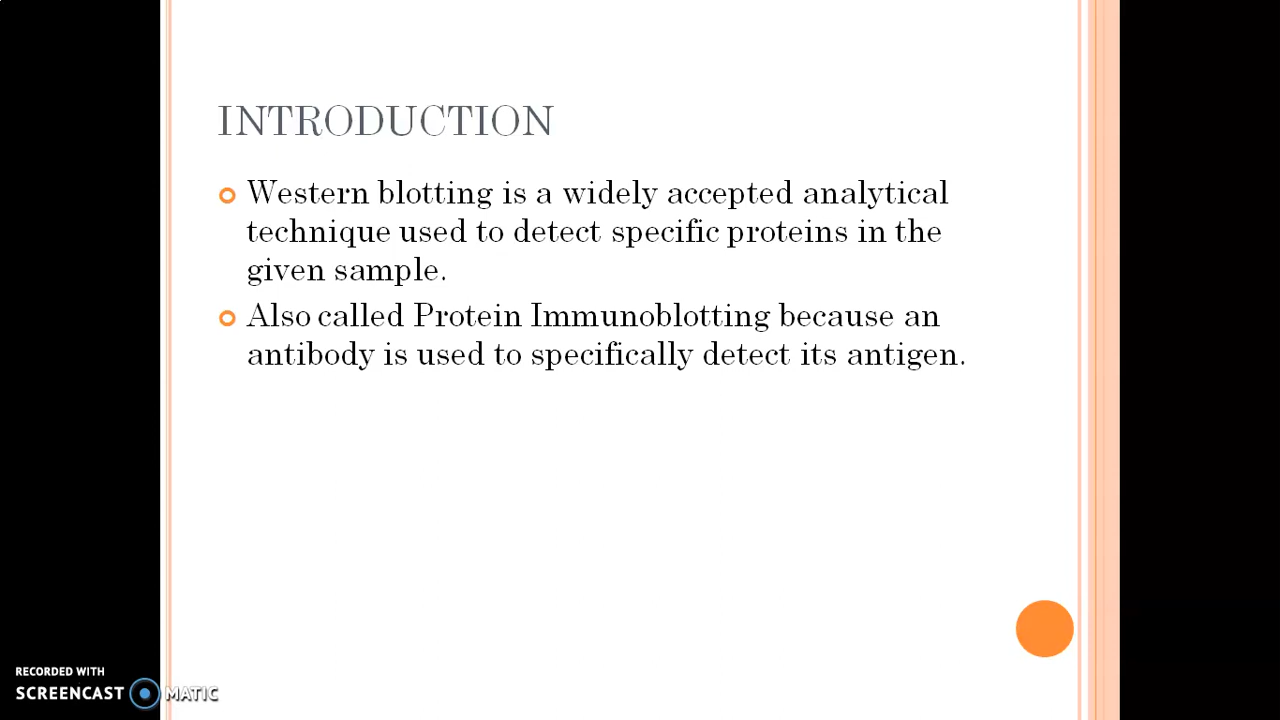 INTRODUCTION
Western blotting is a widely accepted analytical
technique used to detect specific proteins in the
given sample.
Also called Protein Immunoblotting because an
antibody is used to specifically detect its antigen.
RECORDED WITH
SCREENCAST MATIC